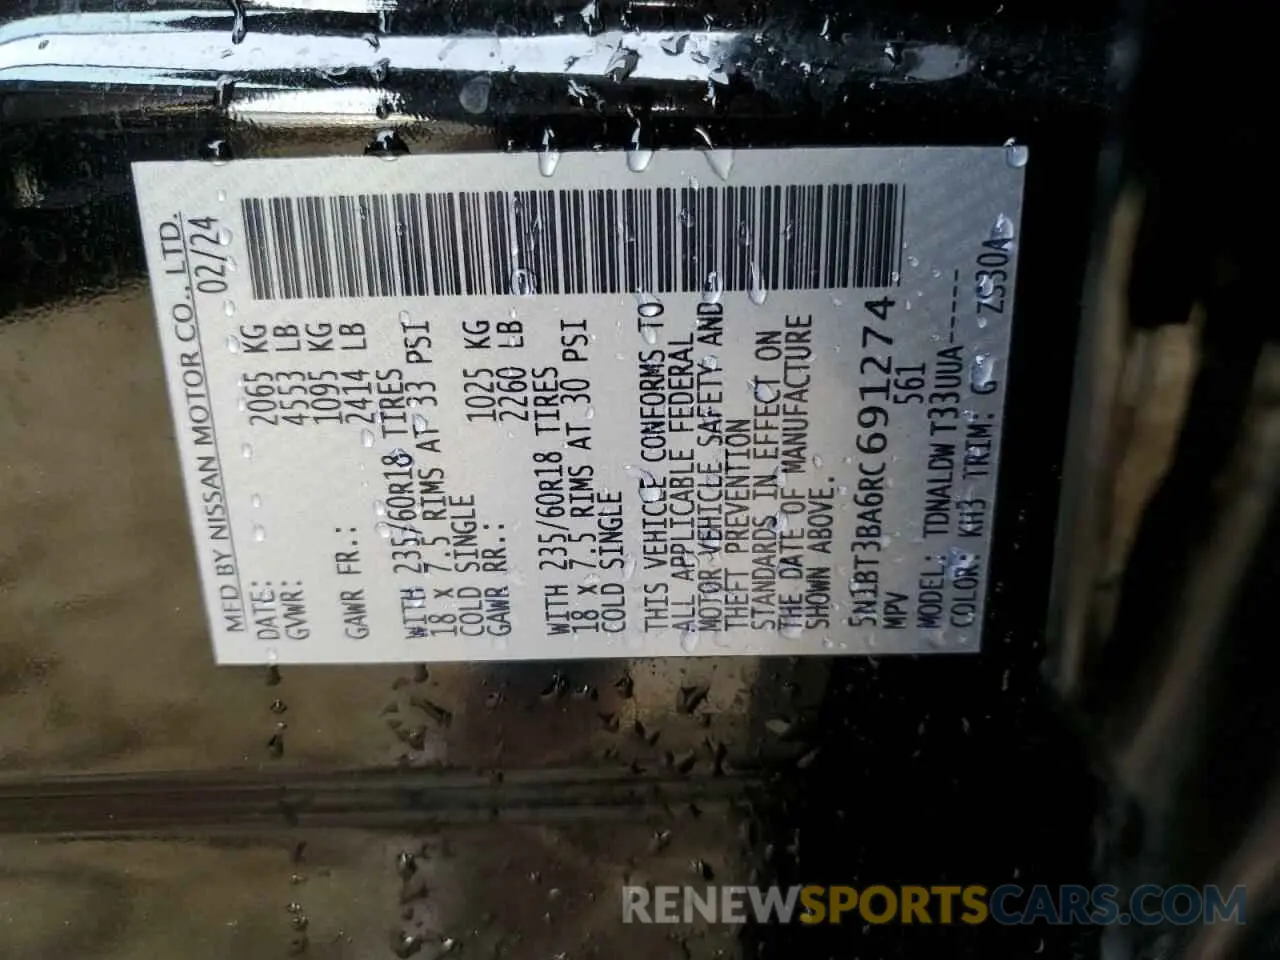 MFD BY NISSAN MOTOR CO., LTD.
DATE: 02/24
GVWR: 2065 KG
4553 LB
1095 KG
GAWR FR.: 2414 LB
WITH 235/60R18 TIRES
18 X 7.5 RIMS AT 33 PSI
COLD SINGLE
GAWR RR.: 1025 KG
2260 LB
WITH 235/60R18 TIRES
18 X 7.5 RIMS AT 30 PSI
COLD SINGLE
THIS VEHICLE CONFORMS TO
ALL APPLICABLE FEDERAL
MOTOR VEHICLE SAFETY AND
THEFT PREVENTION
STANDARDS IN EFFECT ON
THE DATE OF MANUFACTURE
SHOWN ABOVE.
5N1BT3BA6RC691274
MPV 561
MODEL: TDNALDW T33UUA-----
COLOR: KH3 TRIM: G ZS30A
RENEWSPORTSCARS.COM